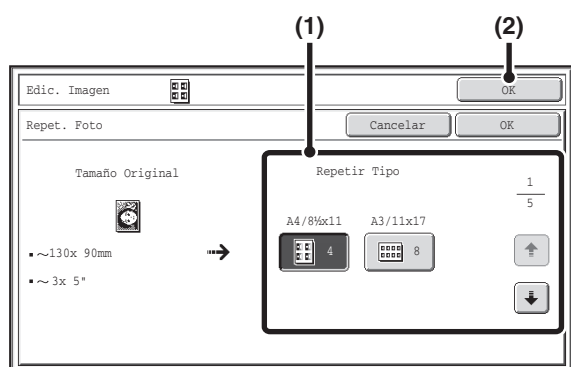 (1) (2)
Edic. Imagen OK
Repet. Foto Cancelar OK
Tamaño Original
Repetir Tipo
1
5
A4/8½x11 A3/11x17
4 8
▪~130x 90mm
▪~ 3x 5"